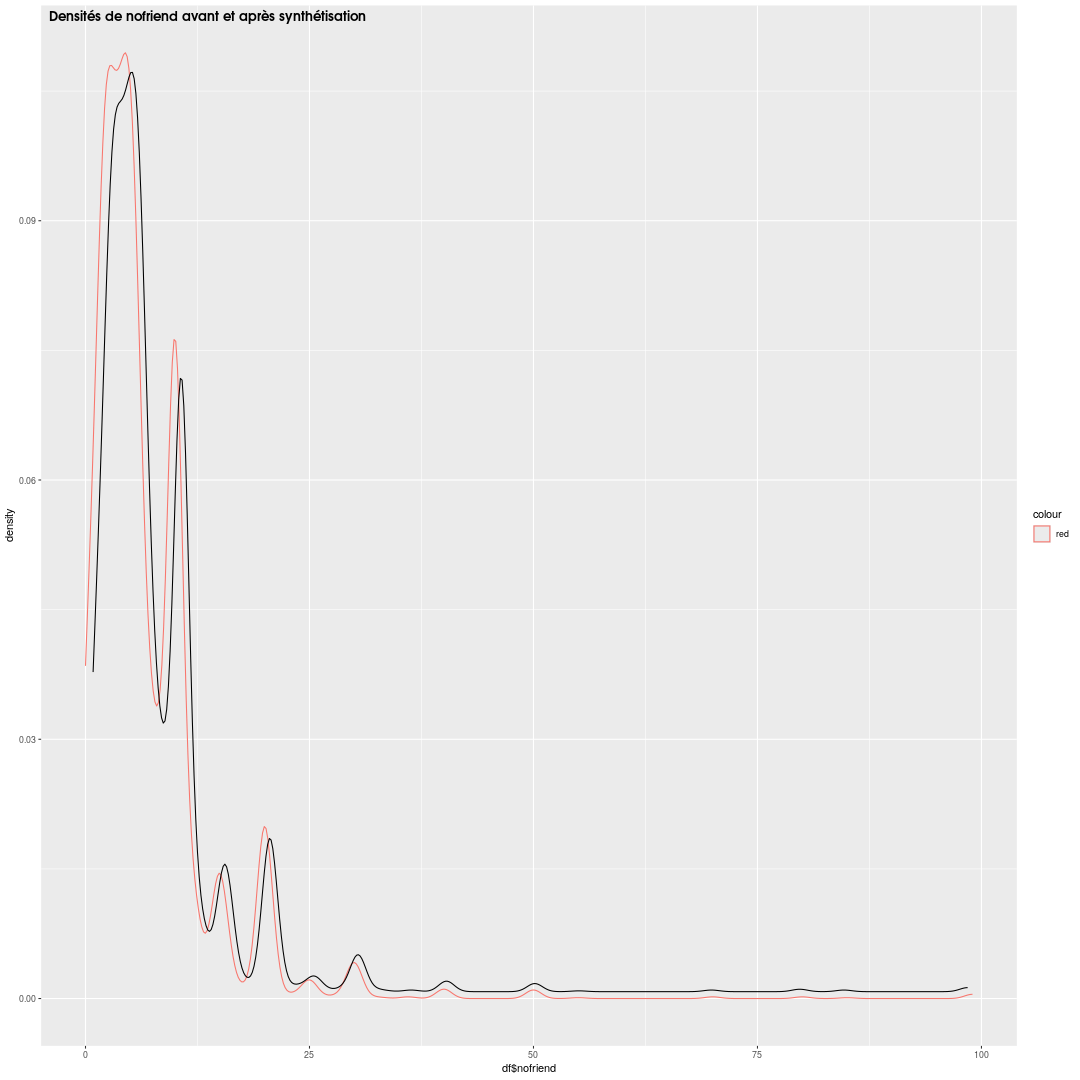 Densités de nofriend avant et après synthétisation
0.09
0.06
0.03
0.00
density
0
25
50
75
100
df$nofriend
colour
red